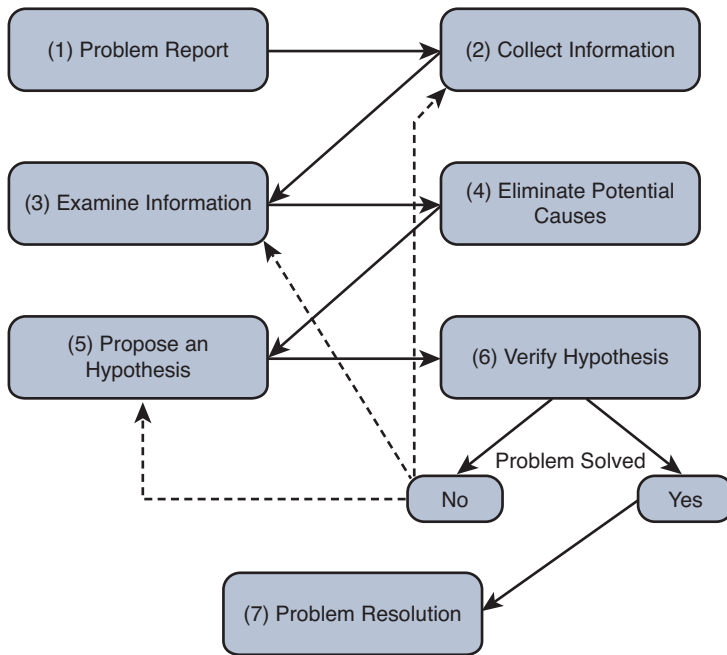 (1) Problem Report
(2) Collect Information
(3) Examine Information
(4) Eliminate Potential
Causes
(5) Propose an
Hypothesis
(6) Verify Hypothesis
Problem Solved
No
Yes
(7) Problem Resolution